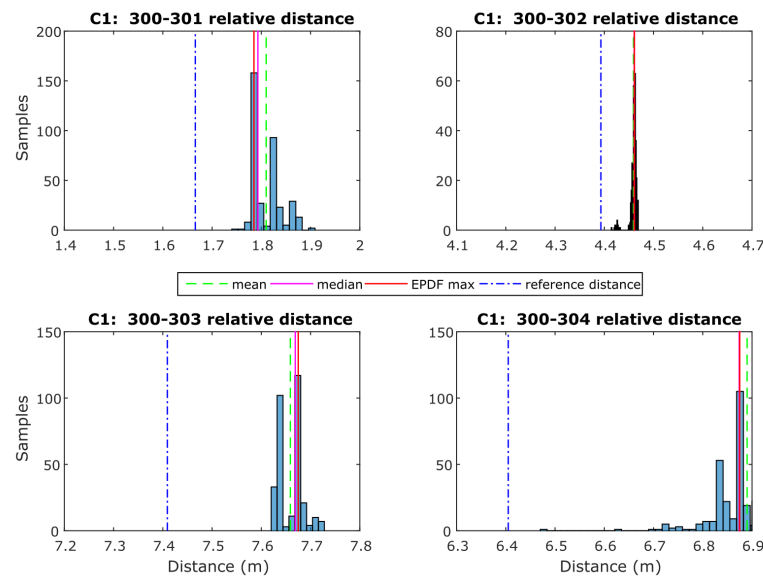 C1: 300-301 relative distance
C1: 300-302 relative distance
200
150
100
50
0
Samples
1.4 1.5 1.6 1.7 1.8 1.9 2
80
60
40
20
0
4.1 4.2 4.3 4.4 4.5 4.6 4.7
mean median EPDF max reference distance
C1: 300-303 relative distance
C1: 300-304 relative distance
150
100
50
0
Samples
7.2 7.3 7.4 7.5 7.6 7.7 7.8
Distance (m)
150
100
50
0
6.3 6.4 6.5 6.6 6.7 6.8 6.9
Distance (m)